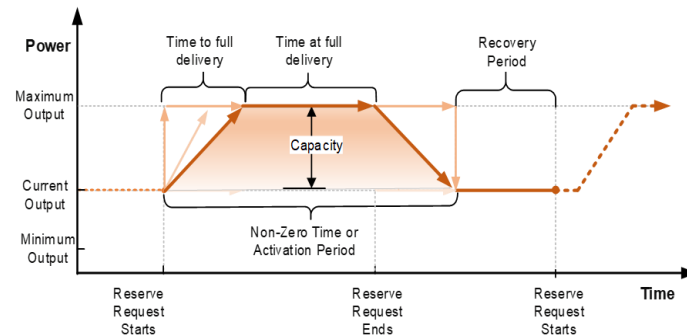 Power
Time to full
delivery
Time at full
delivery
Recovery
Period
Maximum
Output
Capacity
Current
Output
Non-Zero Time or
Activation Period
Minimum
Output
Reserve
Request
Starts
Reserve
Request
Ends
Reserve
Request
Starts
Time